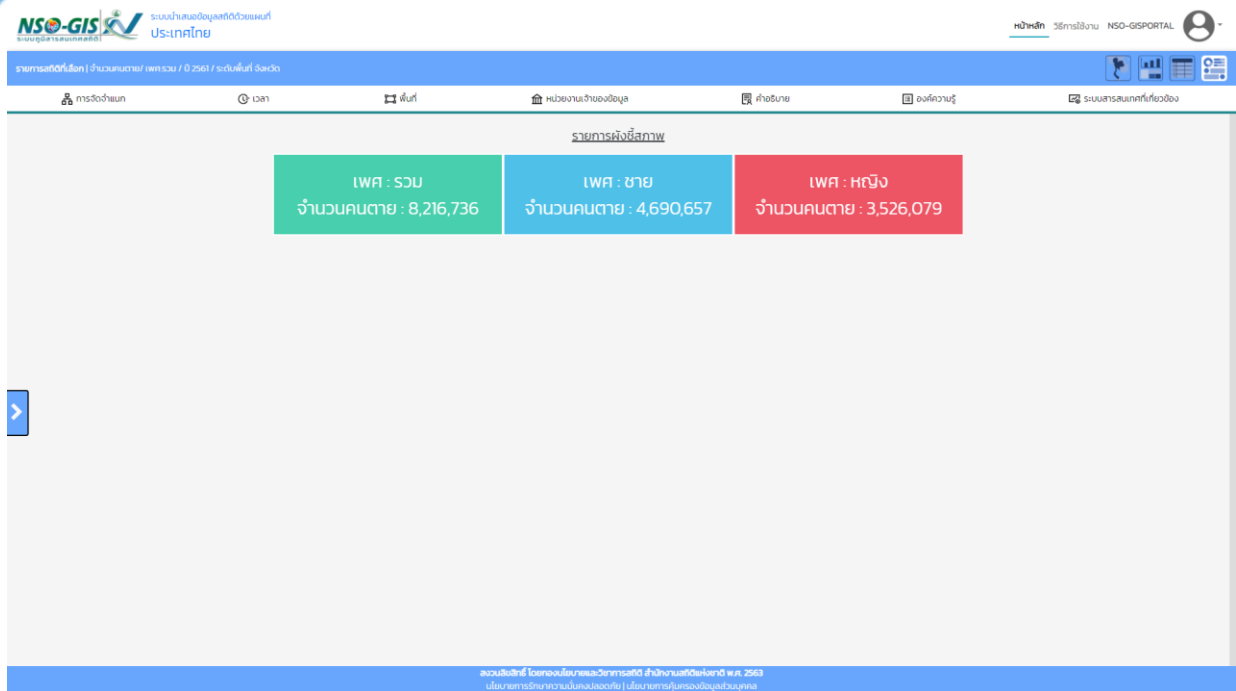 NSO-GIS
ระบบภูมิสารสนเทศสถิติ
ระบบนำเสนอข้อมูลสถิติด้วยแผนที่
ประเทศไทย
หน้าหลัก วิธีการใช้งาน NSO-GISPORTAL
รายการสถิติที่เลือก | จำนวนคนตาย/ เพศ:รวม / ปี 2561 / ระดับพื้นที่ จังหวัด
การจัดจำแนก เวลา พื้นที่ หน่วยงานเจ้าของข้อมูล คำอธิบาย องค์ความรู้ ระบบสารสนเทศที่เกี่ยวข้อง
รายการผังชี้สภาพ
เพศ : รวม
จำนวนคนตาย : 8,216,736
เพศ : ชาย
จำนวนคนตาย : 4,690,657
เพศ : หญิง
จำนวนคนตาย : 3,526,079
สงวนลิขสิทธิ์ โดยกองนโยบายและวิชาการสถิติ สำนักงานสถิติแห่งชาติ พ.ศ. 2563
นโยบายการรักษาความมั่นคงปลอดภัย | นโยบายการคุ้มครองข้อมูลส่วนบุคคล